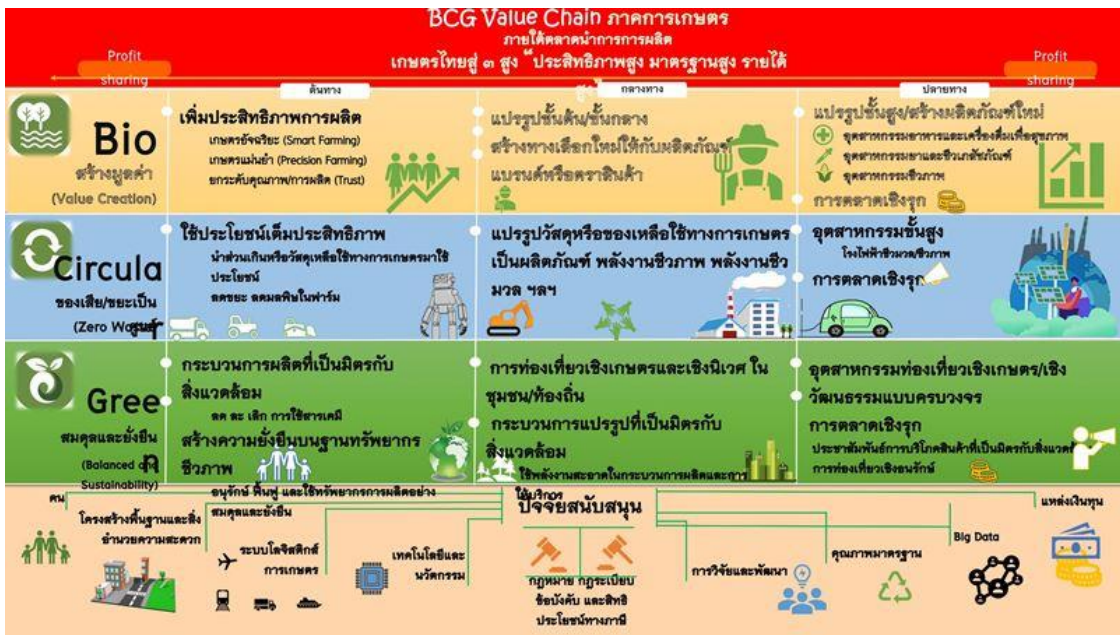 BCG Value Chain ภาคการเกษตร
ภายใต้ตลาดนำการการผลิต
เกษตรไทยสู่ ๓ สูง "ประสิทธิภาพสูง มาตรฐานสูง รายได้
สูง"
Profit
sharing
Profit
sharing
ต้นทาง
กลางทาง
ปลายทาง
Bio
สร้างมูลค่า
(Value Creation)
เพิ่มประสิทธิภาพการผลิต
เกษตรอัจฉริยะ (Smart Farming)
เกษตรแม่นยำ (Precision Farming)
ยกระดับคุณภาพ/การผลิต (Trust)
แปรรูปขั้นต้น/ขั้นกลาง
สร้างทางเลือกใหม่ให้กับผลิตภัณฑ์
แบรนด์หรือตราสินค้า
แปรรูปขั้นสูง/สร้างผลิตภัณฑ์ใหม่
อุตสาหกรรมอาหารและเครื่องดื่มเพื่อสุขภาพ
อุตสาหกรรมยาและชีวเภสัชภัณฑ์
อุตสาหกรรมชีวภาพ
การตลาดเชิงรุก
Circula
r
ของเสีย/ขยะเป็น
ศูนย์
(Zero Waste)
ใช้ประโยชน์เต็มประสิทธิภาพ
นำส่วนเกินหรือวัสดุเหลือใช้ทางการเกษตรมาใช้
ประโยชน์
ลดขยะ ลดมลพิษในฟาร์ม
แปรรูปวัสดุหรือของเหลือใช้ทางการเกษตร
เป็นผลิตภัณฑ์ พลังงานชีวภาพ พลังงานชีว
มวล ฯลฯ
อุตสาหกรรมขั้นสูง
โรงไฟฟ้าชีวมวล/ชีวภาพ
การตลาดเชิงรุก
Gree
n
สมดุลและยั่งยืน
(Balanced and
Sustainability)
กระบวนการผลิตที่เป็นมิตรกับ
สิ่งแวดล้อม
ลด ละ เลิก การใช้สารเคมี
สร้างความยั่งยืนบนฐานทรัพยากร
ชีวภาพ
อนุรักษ์ ฟื้นฟู และใช้ทรัพยากรการผลิตอย่าง
สมดุลและยั่งยืน
การท่องเที่ยวเชิงเกษตรและเชิงนิเวศ ใน
ชุมชน/ท้องถิ่น
กระบวนการแปรรูปที่เป็นมิตรกับ
สิ่งแวดล้อม
ใช้พลังงานสะอาดในกระบวนการผลิตและการ
ใช้บริการ
อุตสาหกรรมท่องเที่ยวเชิงเกษตร/เชิง
วัฒนธรรมแบบครบวงจร
การตลาดเชิงรุก
ประชาสัมพันธ์การบริโภคสินค้าที่เป็นมิตรกับสิ่งแวดล้
การท่องเที่ยวเชิงอนุรักษ์
ปัจจัยสนับสนุน
คน
โครงสร้างพื้นฐานและสิ่ง
อำนวยความสะดวก
ระบบโลจิสติกส์
การเกษตร
เทคโนโลยีและ
นวัตกรรม
กฎหมาย กฎระเบียบ
ข้อบังคับ และสิทธิ
ประโยชน์ทางภาษี
การวิจัยและพัฒนา
คุณภาพมาตรฐาน
Big Data
แหล่งเงินทุน